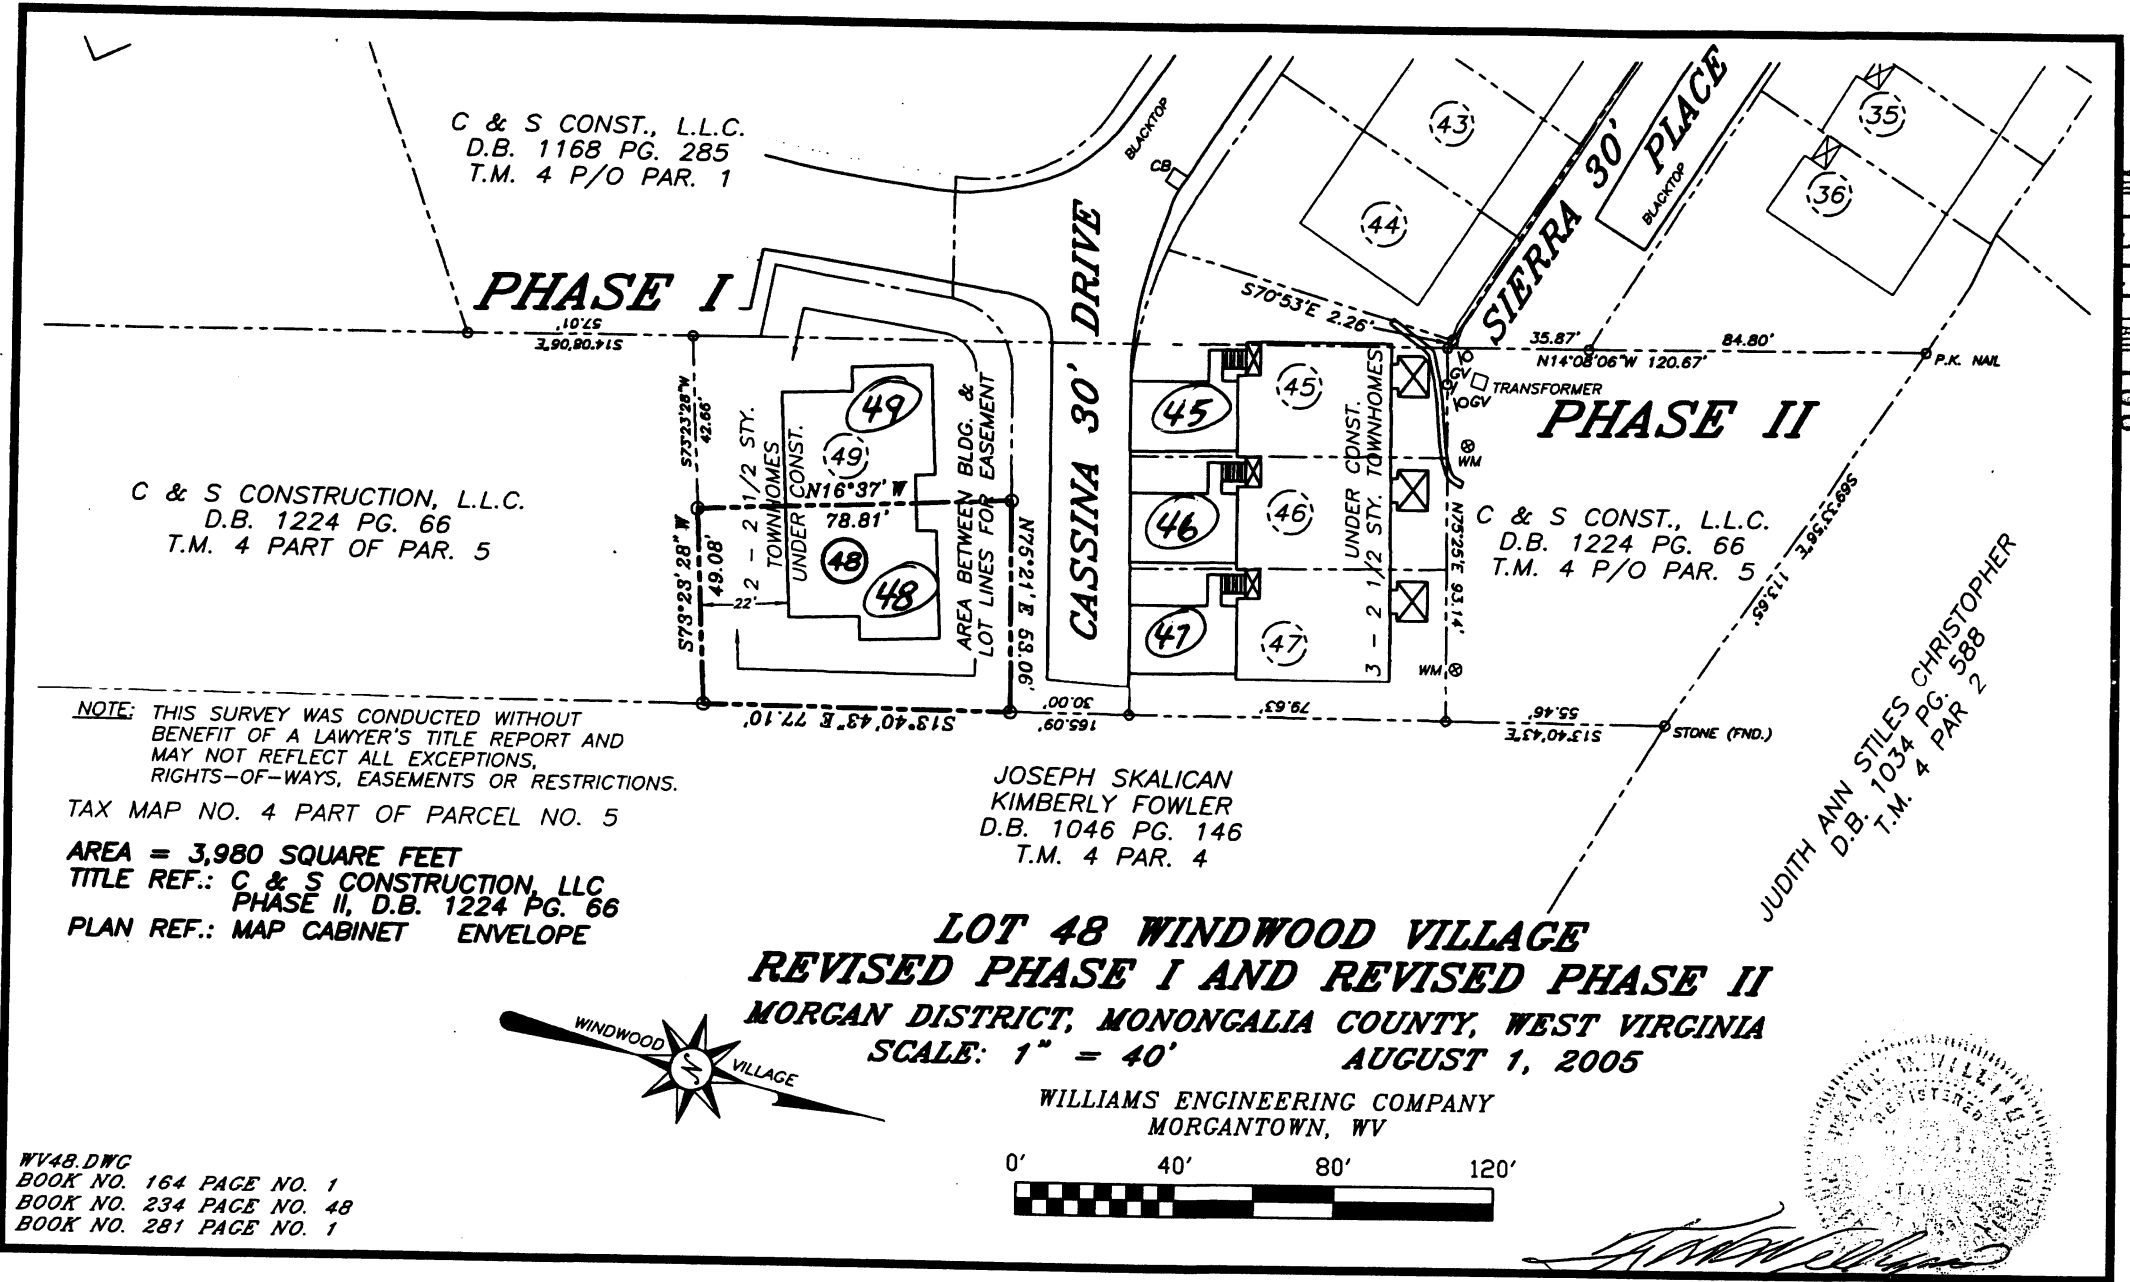 C & S CONST., L.L.C.
D.B. 1168 PG. 285
T.M. 4 P/O PAR. 1
BLACKTOP
CB
43
44
SIERRA 30' PLACE
BLACKTOP
35
36
PHASE I
57.01'
S14°08'06"E
CASSINA 30' DRIVE
S70°53'E 2.26'
35.87'
84.80'
N14°08'06"W 120.67'
P.K. NAIL
GV
TRANSFORMER
GV
PHASE II
WM
S73°23'28"W
42.66'
2 - 2 1/2 STY.
TOWNHOMES
UNDER CONST.
49
49
AREA BETWEEN BLDG. &
LOT LINES FOR EASEMENT
45
45
46
46
47
47
UNDER CONST.
3 - 2 1/2 STY. TOWNHOMES
C & S CONSTRUCTION, L.L.C.
D.B. 1224 PG. 66
T.M. 4 PART OF PAR. 5
N16°37'W
78.81'
48
48
S73°23'28"W
49.08'
22'
N75°21'E 53.06'
N75°25'E 93.14'
WM
C & S CONST., L.L.C.
D.B. 1224 PG. 66
T.M. 4 P/O PAR. 5
S69°33'56"E
113.65'
JUDITH ANN STILES CHRISTOPHER
D.B. 1034 PG. 588
T.M. 4 PAR 2
S13°40'43"E 77.10'
30.00'
165.09'
79.63'
55.46'
S13°40'43"E
STONE (FND.)
NOTE: THIS SURVEY WAS CONDUCTED WITHOUT
BENEFIT OF A LAWYER'S TITLE REPORT AND
MAY NOT REFLECT ALL EXCEPTIONS,
RIGHTS-OF-WAYS, EASEMENTS OR RESTRICTIONS.
TAX MAP NO. 4 PART OF PARCEL NO. 5
AREA = 3,980 SQUARE FEET
TITLE REF.: C & S CONSTRUCTION, LLC
PHASE II, D.B. 1224 PG. 66
PLAN REF.: MAP CABINET ENVELOPE
JOSEPH SKALICAN
KIMBERLY FOWLER
D.B. 1046 PG. 146
T.M. 4 PAR. 4
LOT 48 WINDWOOD VILLAGE
REVISED PHASE I AND REVISED PHASE II
MORGAN DISTRICT, MONONGALIA COUNTY, WEST VIRGINIA
SCALE: 1" = 40' AUGUST 1, 2005
WINDWOOD VILLAGE
N
WILLIAMS ENGINEERING COMPANY
MORGANTOWN, WV
0' 40' 80' 120'
WV48.DWG
BOOK NO. 164 PAGE NO. 1
BOOK NO. 234 PAGE NO. 48
BOOK NO. 281 PAGE NO. 1